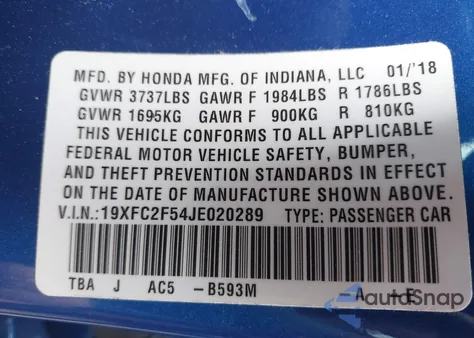 MFD. BY HONDA MFG. OF INDIANA, LLC 01/'18
GVWR 3737LBS GAWR F 1984LBS R 1786LBS
GVWR 1695KG GAWR F 900KG R 810KG
THIS VEHICLE CONFORMS TO ALL APPLICABLE
FEDERAL MOTOR VEHICLE SAFETY, BUMPER,
AND THEFT PREVENTION STANDARDS IN EFFECT
ON THE DATE OF MANUFACTURE SHOWN ABOVE.
V.I.N.:19XFC2F54JE020289 TYPE: PASSENGER CAR
TBA J AC5 -B593M -A -E
autoSnap